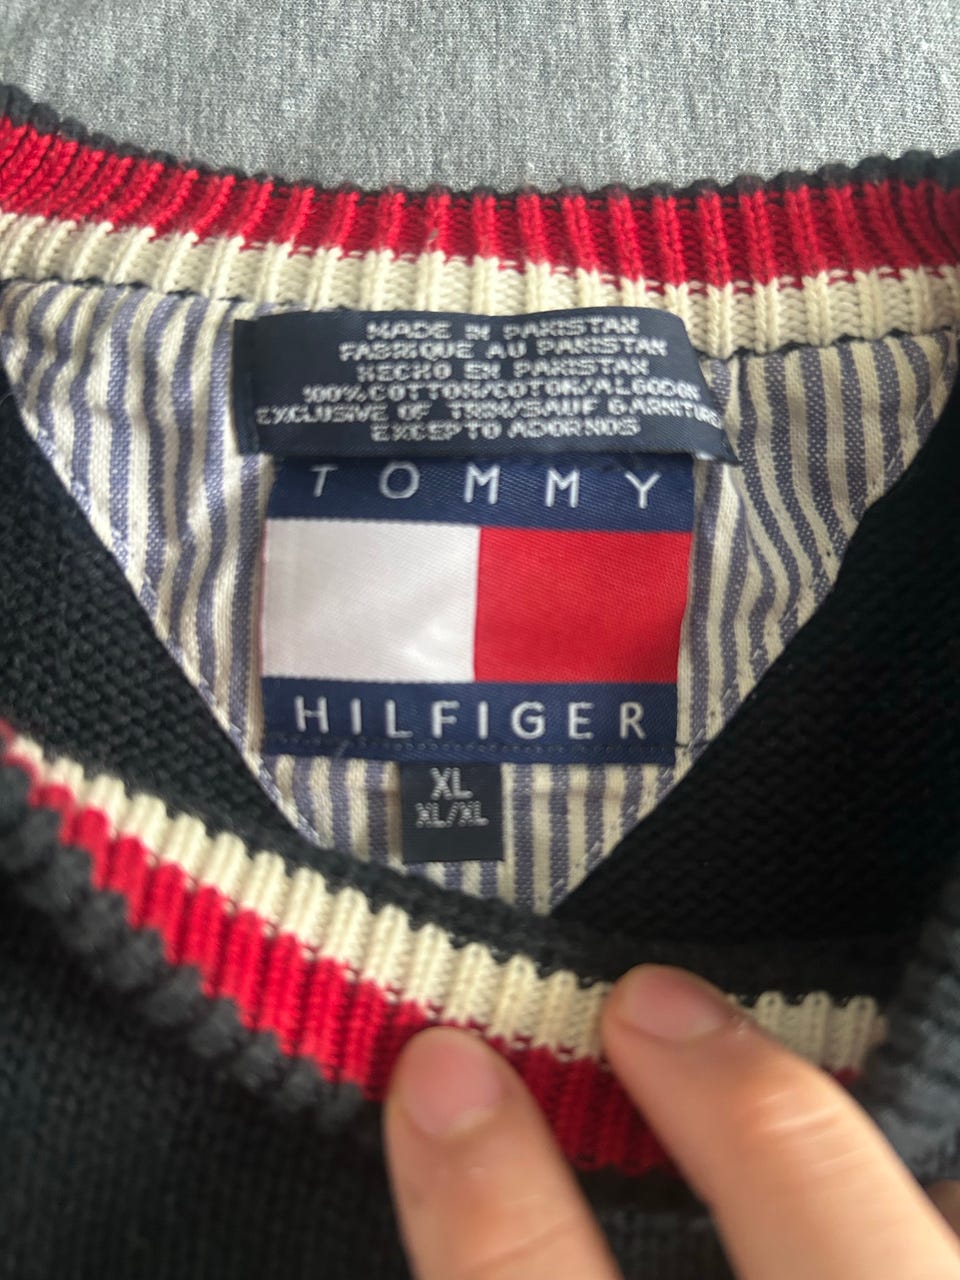 MADE IN PAKISTAN
FABRIQUE AU PAKISTAN
HECHO EN PAKISTAN
100% COTTON/COTON/ALGODON
EXCLUSIVE OF TRIM/SAUF GARNITURE
EXCEPTO ADORNOS
TOMMY
HILFIGER
XL
XL/XL